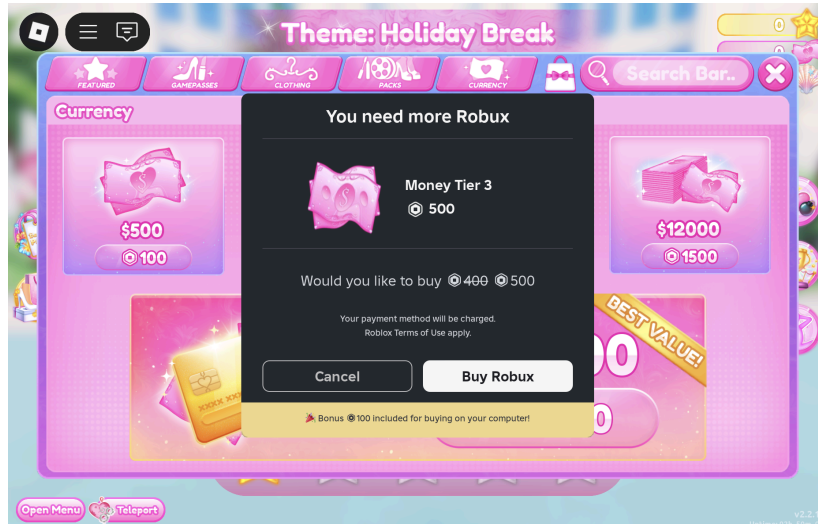 Theme: Holiday Break
0
FEATURED
GAMEPASSES
CLOTHING
PACKS
CURRENCY
Search Bar..
Currency
You need more Robux
Money Tier 3
500
$500
100
$12000
1500
Would you like to buy 400 500
Your payment method will be charged.
Roblox Terms of Use apply.
BEST VALUE!
Cancel
Buy Robux
🎉 Bonus 100 included for buying on your computer!
Open Menu
Teleport